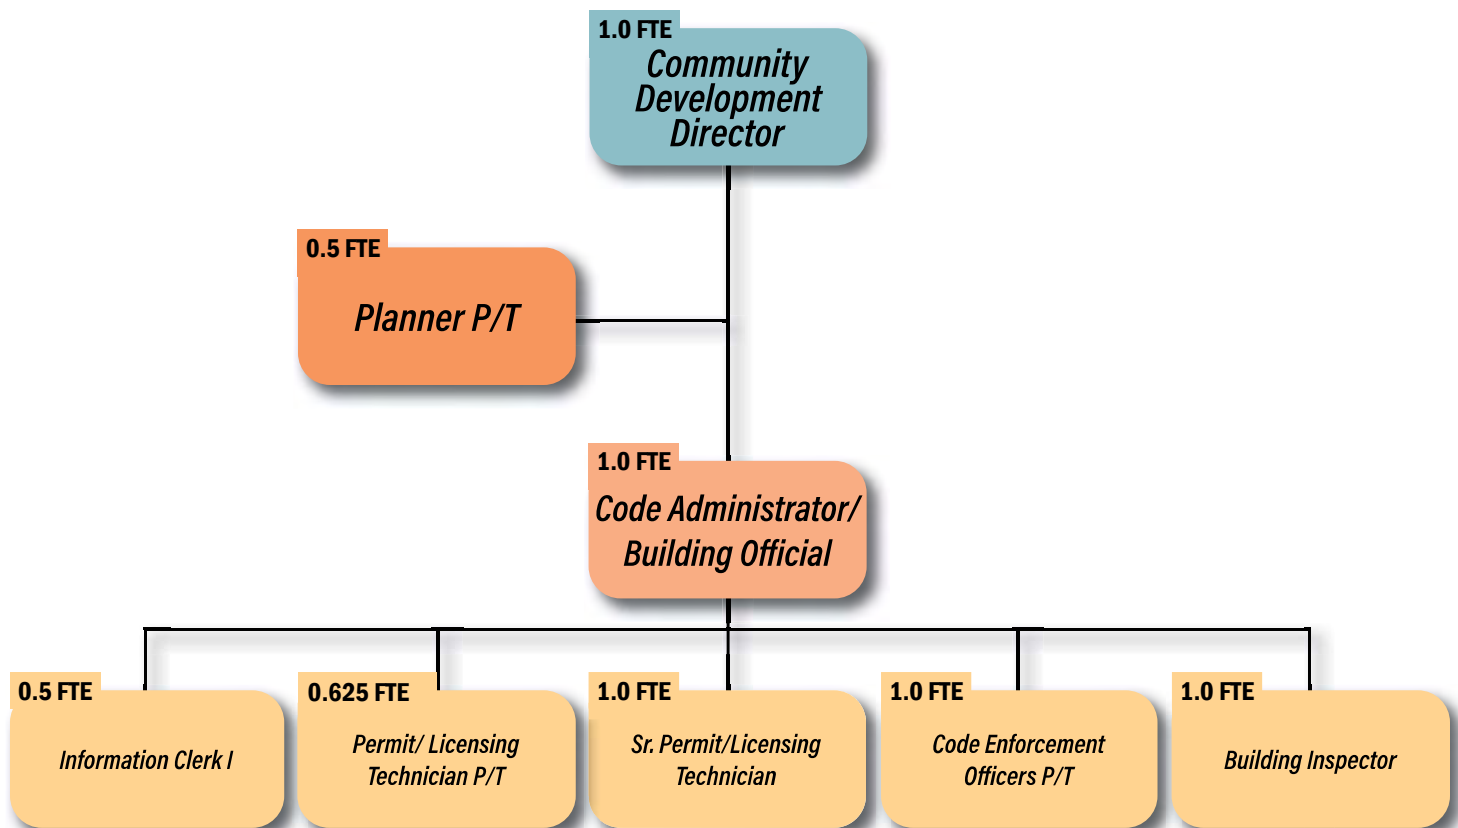 1.0 FTE
Community
Development
Director
0.5 FTE
Planner P/T
1.0 FTE
Code Administrator/
Building Official
0.5 FTE
Information Clerk I
0.625 FTE
Permit/ Licensing
Technician P/T
1.0 FTE
Sr. Permit/Licensing
Technician
1.0 FTE
Code Enforcement
Officers P/T
1.0 FTE
Building Inspector